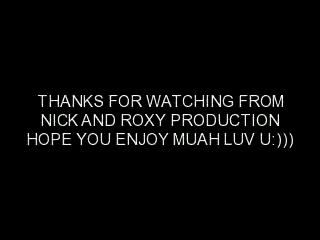 THANKS FOR WATCHING FROM
NICK AND ROXY PRODUCTION
HOPE YOU ENJOY MUAH LUV U:)))